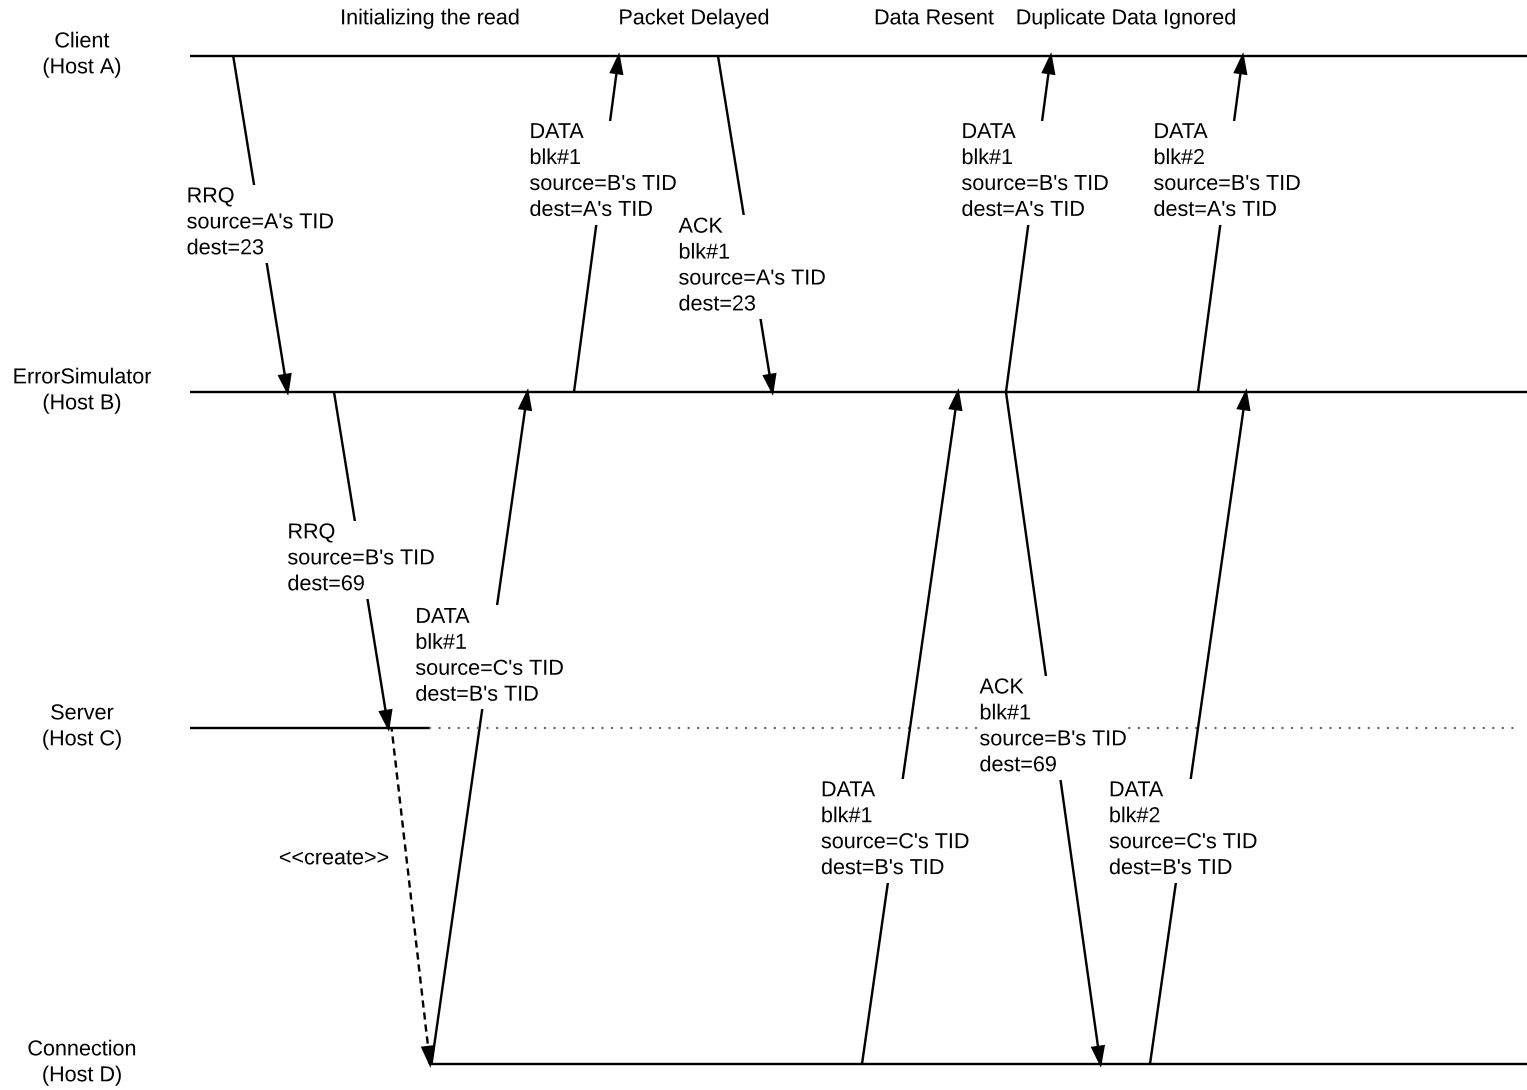 Initializing the read
Packet Delayed
Data Resent
Duplicate Data Ignored
Client
(Host A)
RRQ
source=A's TID
dest=23
DATA
blk#1
source=B's TID
dest=A's TID
ACK
blk#1
source=A's TID
dest=23
DATA
blk#1
source=B's TID
dest=A's TID
DATA
blk#2
source=B's TID
dest=A's TID
ErrorSimulator
(Host B)
RRQ
source=B's TID
dest=69
DATA
blk#1
source=C's TID
dest=B's TID
Server
(Host C)
ACK
blk#1
source=B's TID
dest=69
DATA
blk#1
source=C's TID
dest=B's TID
DATA
blk#2
source=C's TID
dest=B's TID
<<create>>
Connection
(Host D)